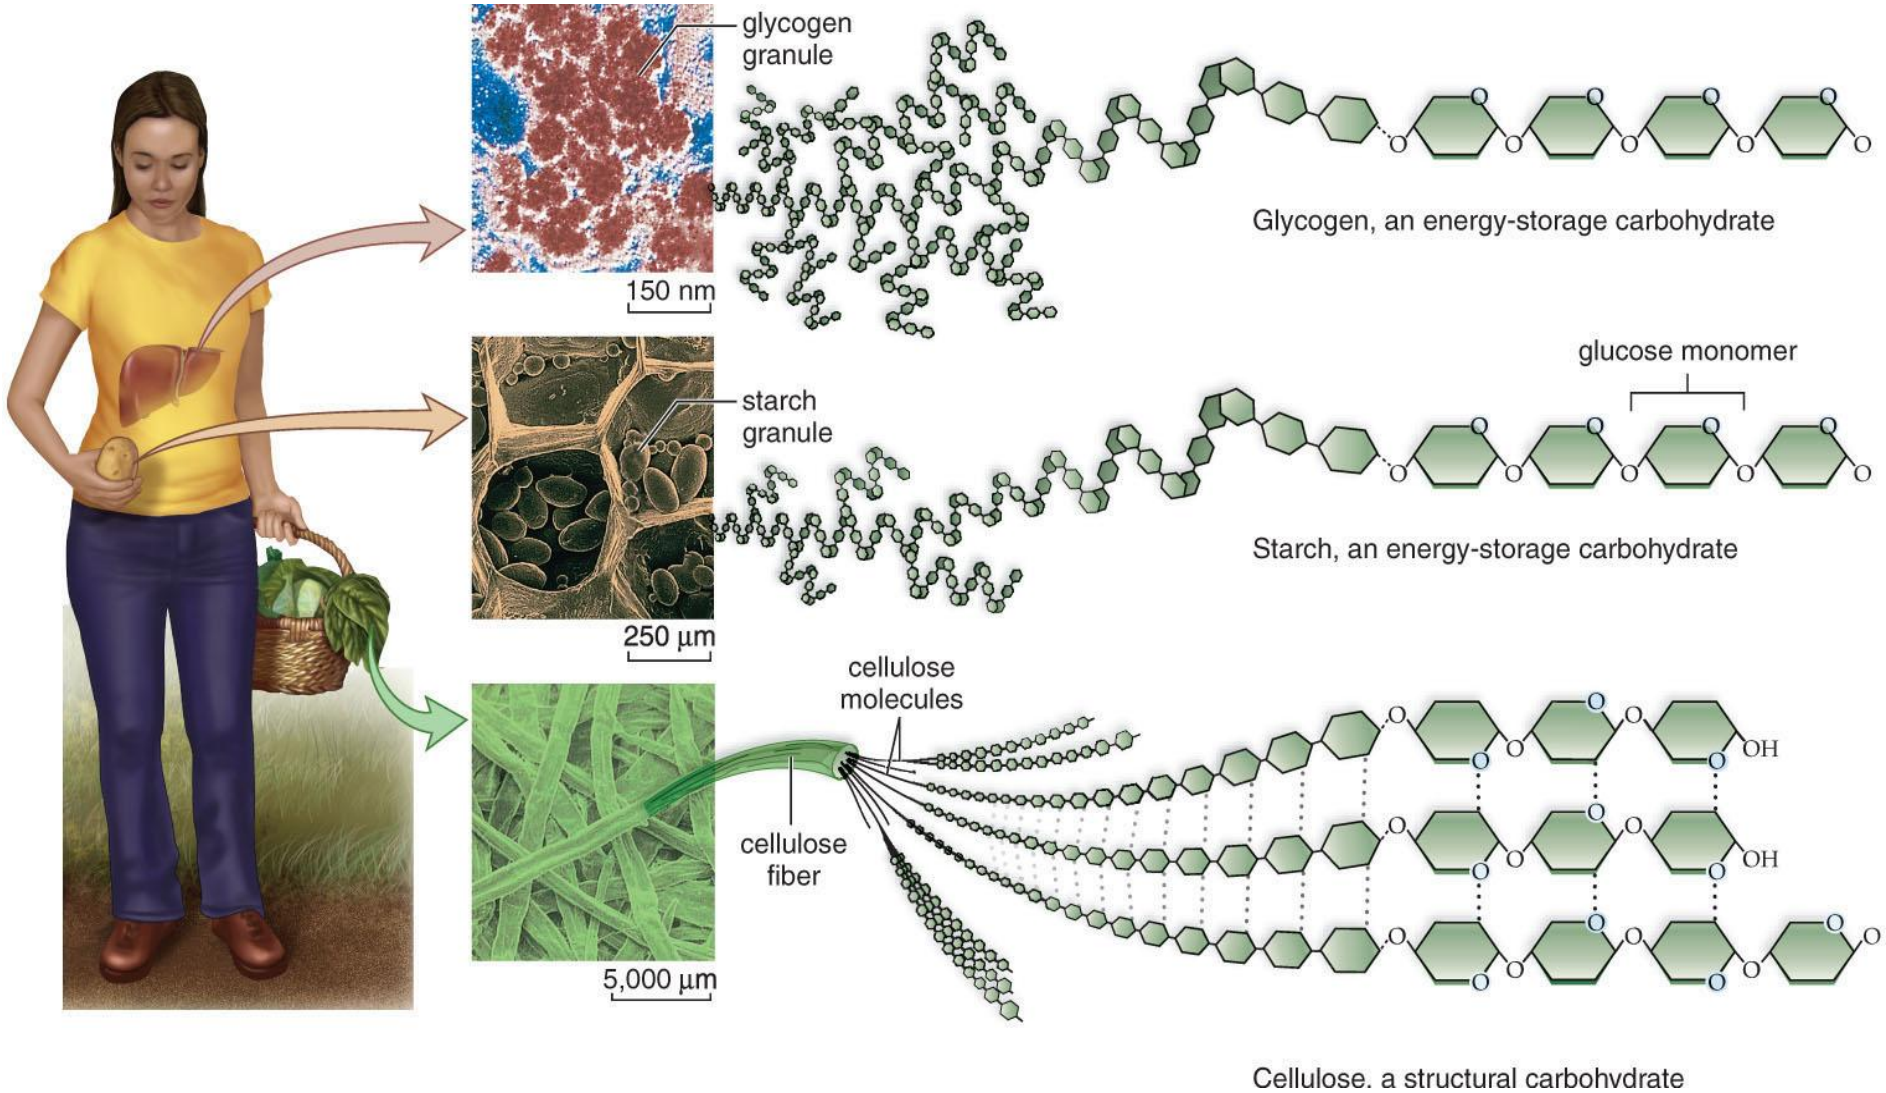 glycogen
granule
O O O O
O O O O O
Glycogen, an energy-storage carbohydrate
150 nm
glucose monomer
starch
granule
O O O O
O O O O O
Starch, an energy-storage carbohydrate
250 µm
cellulose
molecules
O O O
O OH
O O
O O O
O OH
O O
cellulose
fiber
O O O O O
O O O O
5,000 µm
Cellulose, a structural carbohydrate